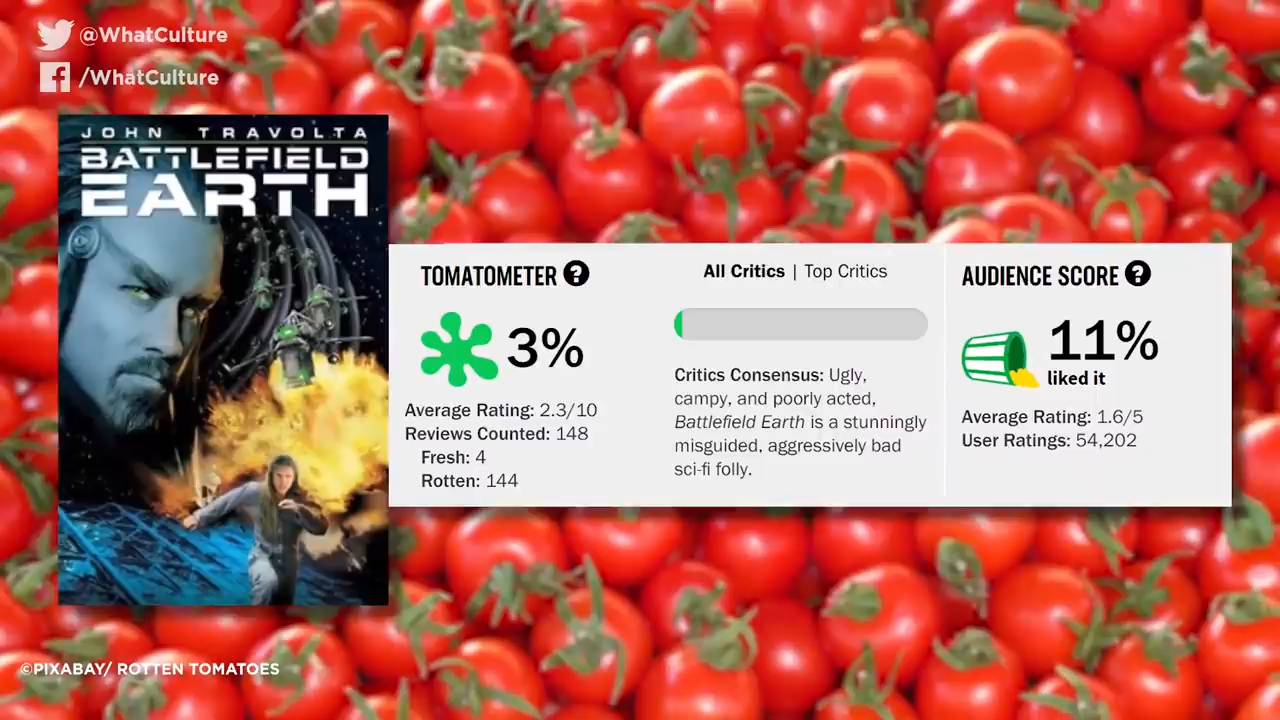 @WhatCulture
/WhatCulture
JOHN TRAVOLTA
BATTLEFIELD
EARTH
TOMATOMETER ?
3%
Average Rating: 2.3/10
Reviews Counted: 148
Fresh: 4
Rotten: 144
All Critics | Top Critics
Critics Consensus: Ugly,
campy, and poorly acted,
Battlefield Earth is a stunningly
misguided, aggressively bad
sci-fi folly.
AUDIENCE SCORE ?
11%
liked it
Average Rating: 1.6/5
User Ratings: 54,202
©PIXABAY/ ROTTEN TOMATOES